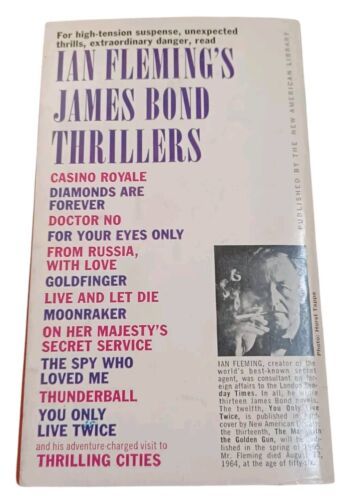 For high-tension suspense, unexpected
thrills, extraordinary danger, read
IAN FLEMING'S
JAMES BOND
THRILLERS
CASINO ROYALE
DIAMONDS ARE
FOREVER
DOCTOR NO
FOR YOUR EYES ONLY
FROM RUSSIA,
WITH LOVE
GOLDFINGER
LIVE AND LET DIE
MOONRAKER
ON HER MAJESTY'S
SECRET SERVICE
THE SPY WHO
LOVED ME
THUNDERBALL
YOU ONLY
LIVE TWICE
and his adventure-charged visit to
THRILLING CITIES
PUBLISHED BY THE NEW AMERICAN LIBRARY
Photo: Horst Tappe
IAN FLEMING, creator of the
world's best-known secret
agent, was consultant on for-
eign affairs to the London Sun-
day Times. In all, he wrote
thirteen James Bond novels.
The twelfth, You Only Live
Twice, is published in
cover by New American Library;
the thirteenth, The Man with
the Golden Gun, will be pub-
lished in the spring of
Mr. Fleming died August 12,
1964, at the age of fifty-six.